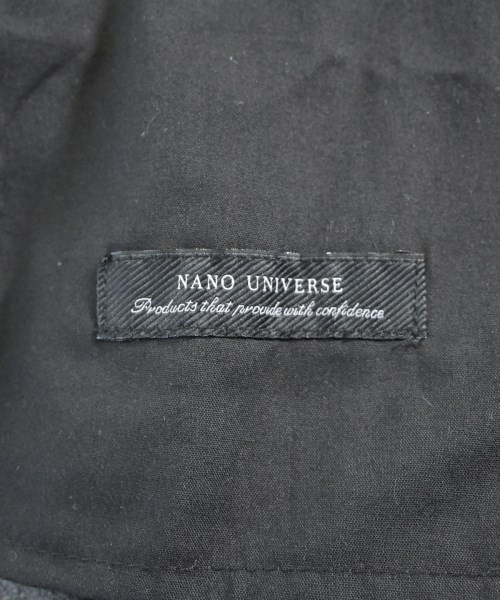 NANO UNIVERSE
Products that provide with confidence